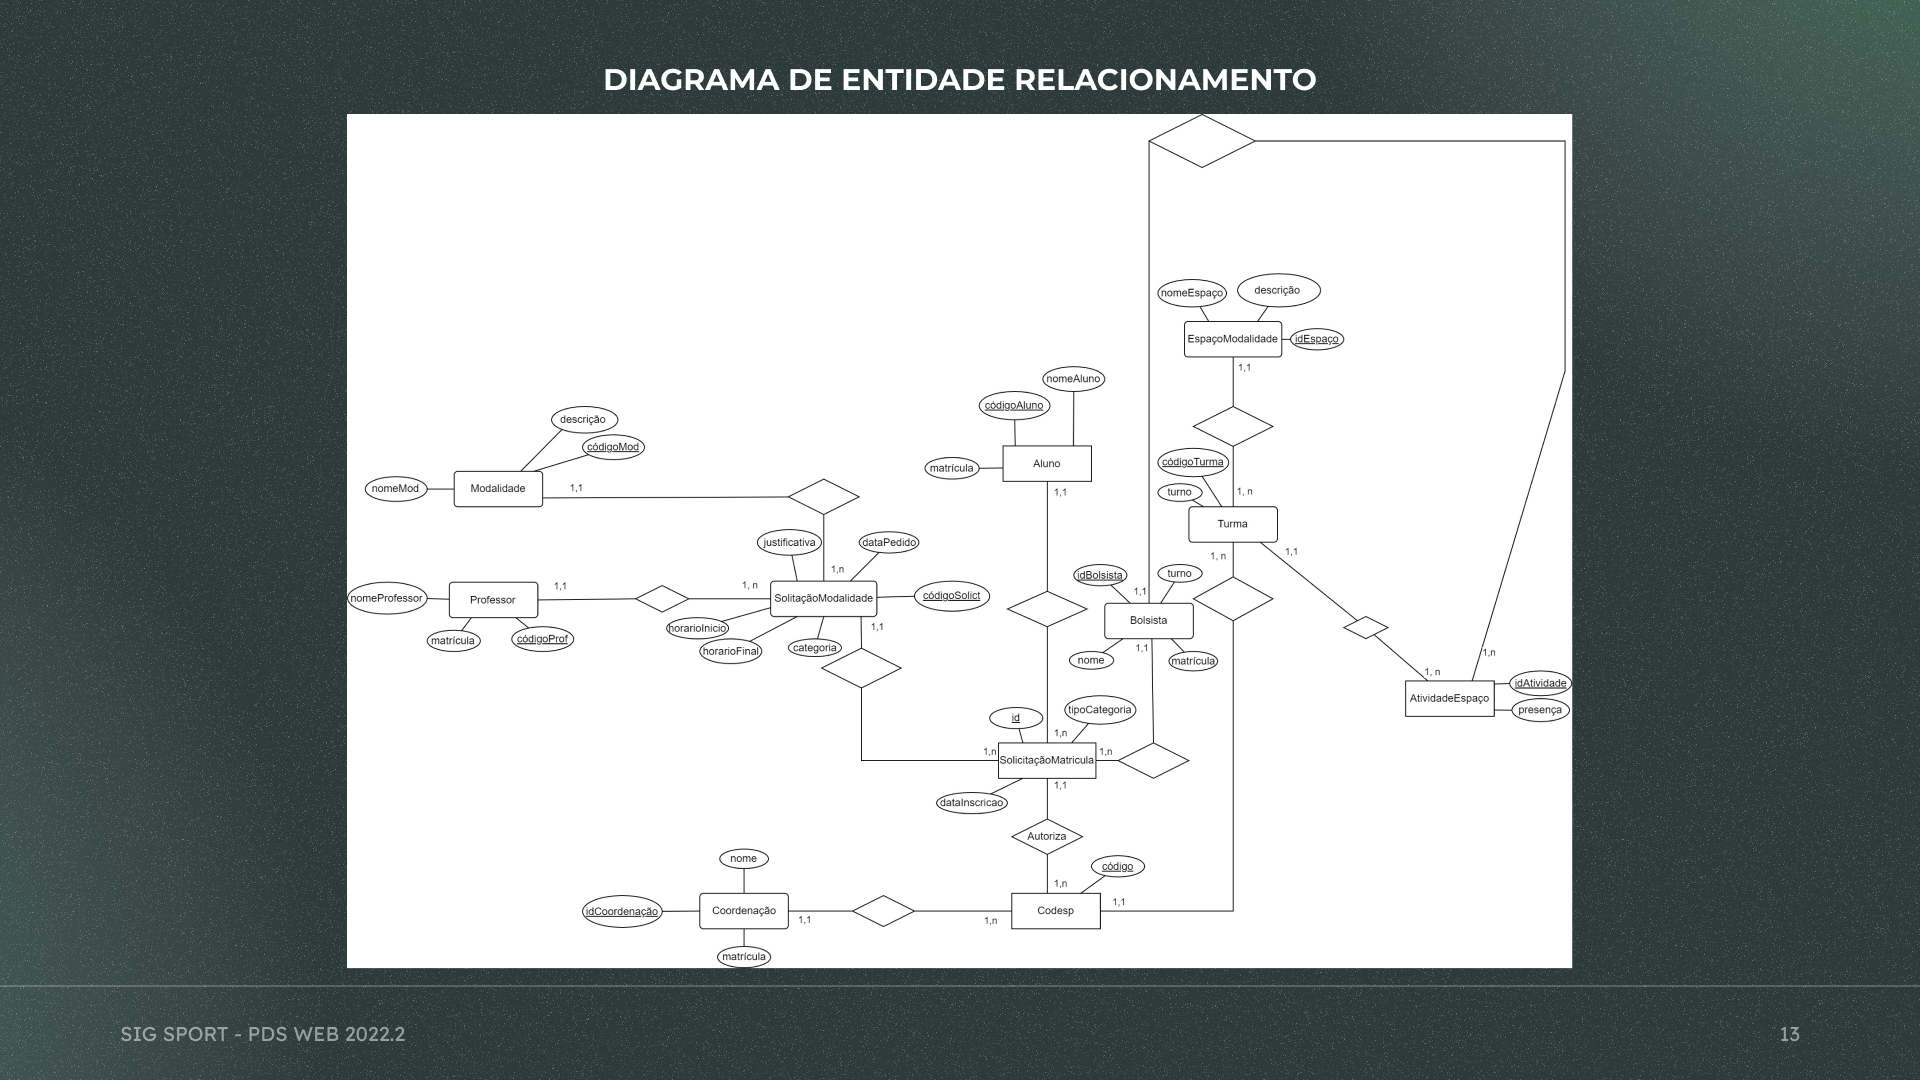 DIAGRAMA DE ENTIDADE RELACIONAMENTO
nomeEspaço
descrição
EspaçoModalidade
idEspaço
1,1
nomeAluno
códigoAluno
matrícula
Aluno
1,1
descrição
códigoMod
nomeMod
Modalidade
1,1
códigoTurma
turno
1, n
Turma
1, n
1,1
justificativa
dataPedido
1,n
nomeProfessor
Professor
1,1
1, n
SolitaçãoModalidade
códigoSolict
matrícula
códigoProf
horarioInicio
horarioFinal
categoria
1,1
idBolsista
turno
1,1
Bolsista
nome
1,1
matrícula
1,n
1, n
AtividadeEspaço
idAtividade
presença
id
tipoCategoria
1,n
1,n
SolicitaçãoMatricula
1,n
dataInscricao
1,1
Autoriza
código
1,n
nome
idCoordenação
Coordenação
1,1
1,n
Codesp
1,1
matrícula
SIG SPORT - PDS WEB 2022.2
13